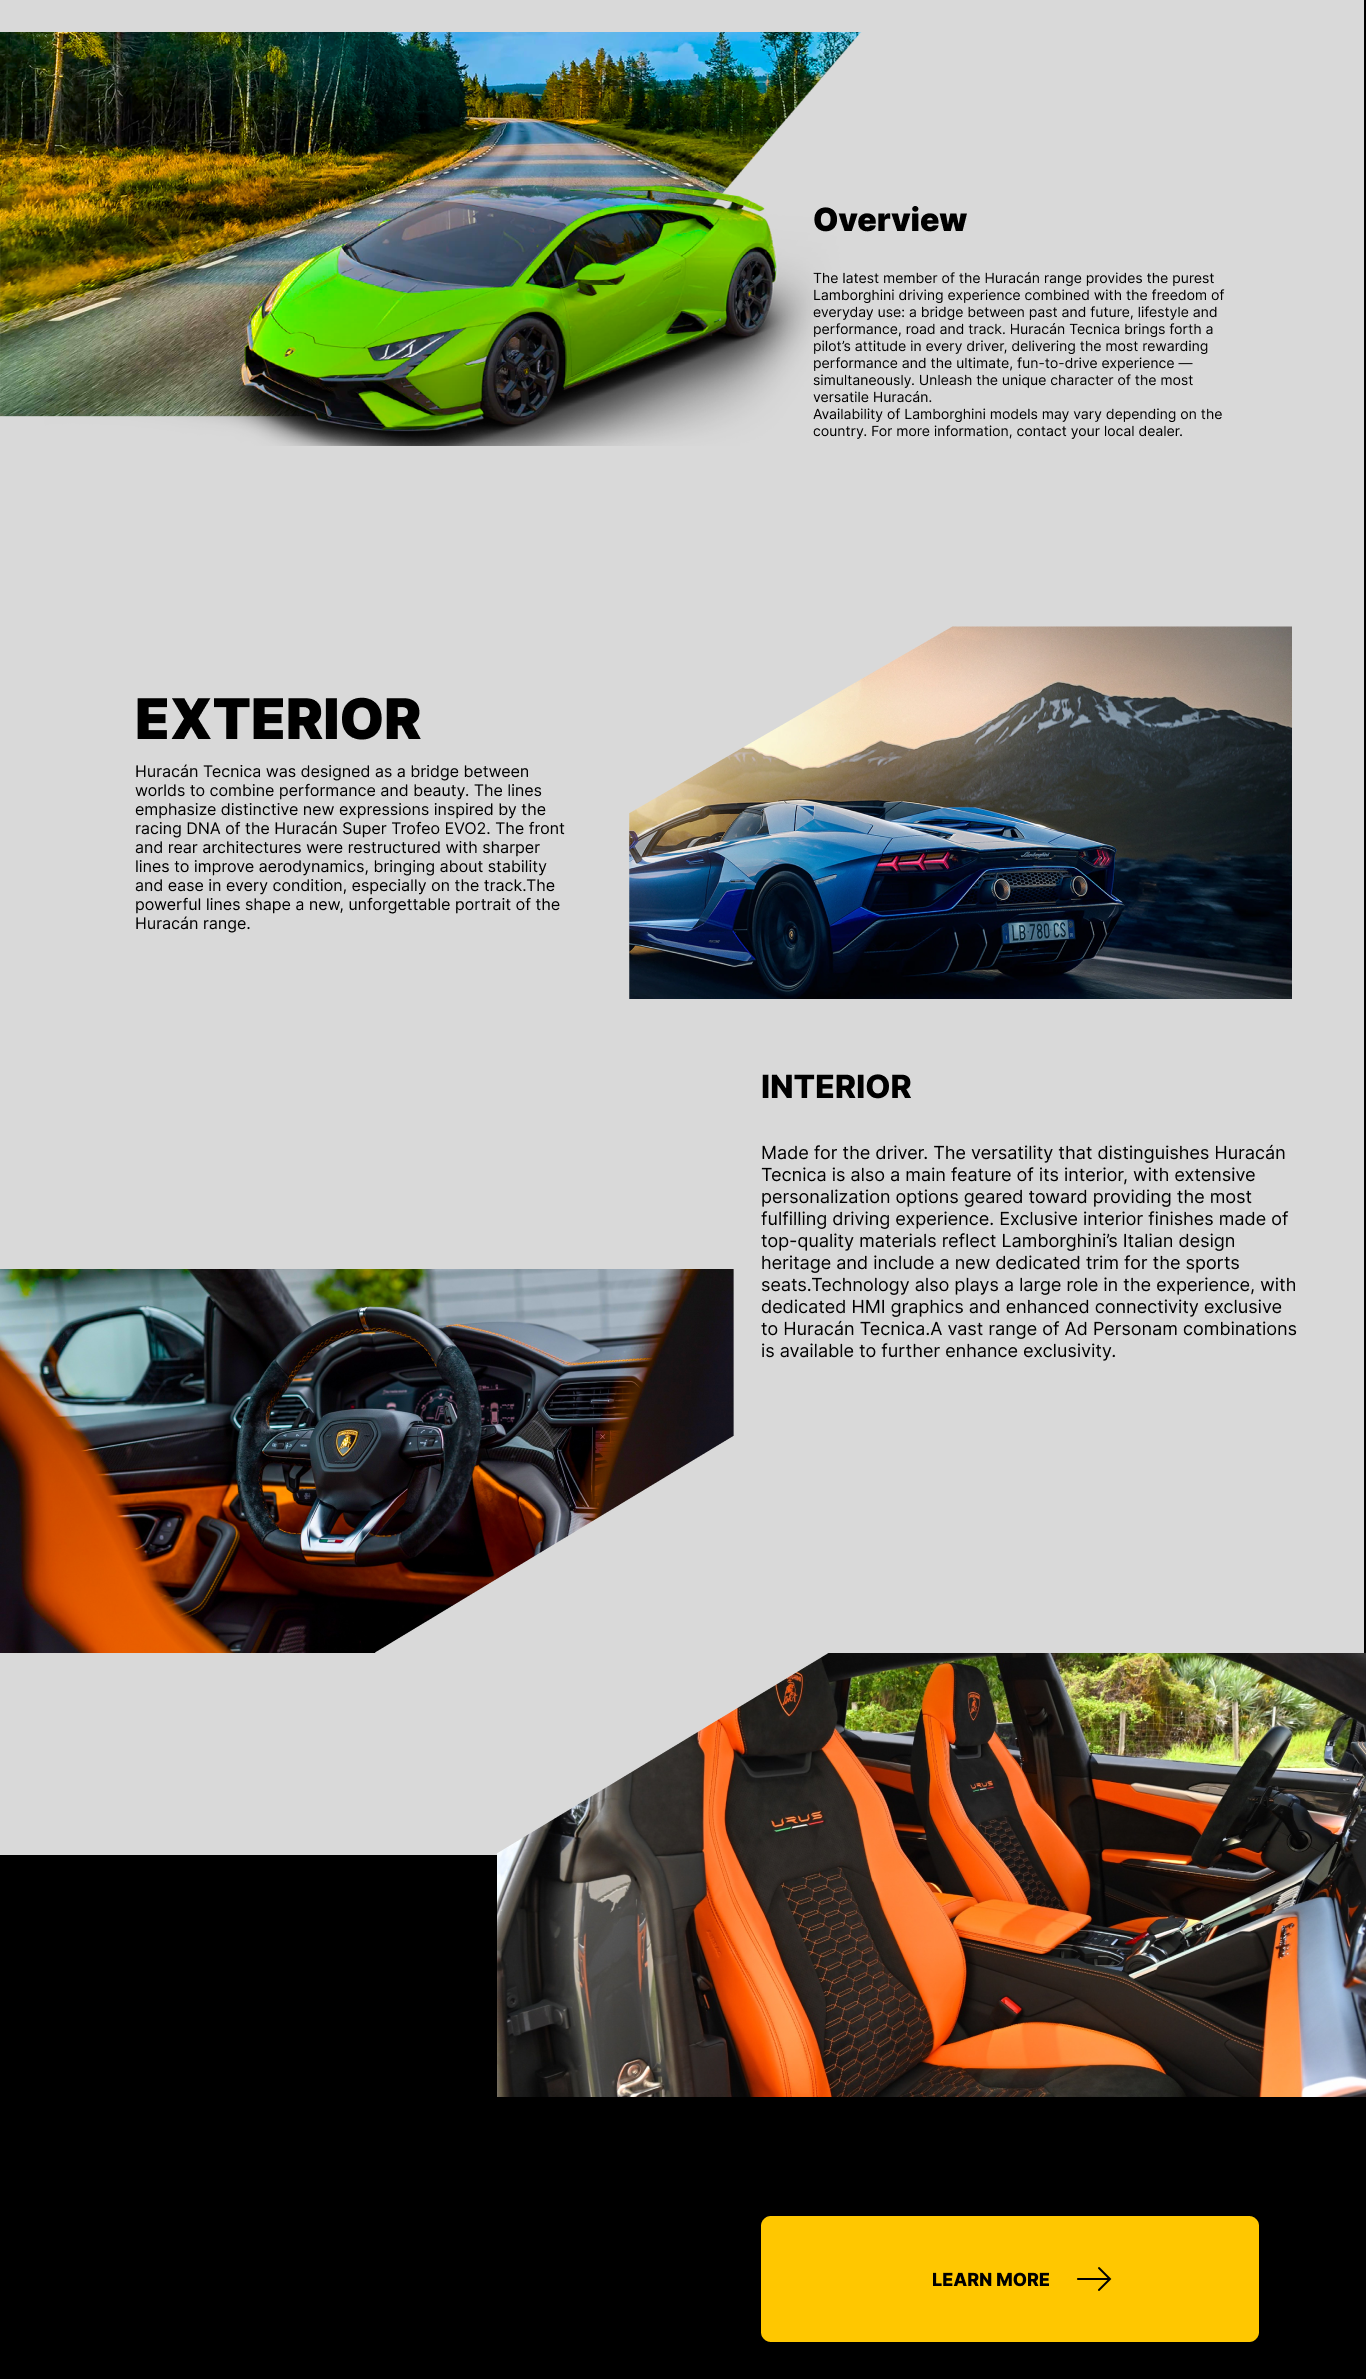 Overview
The latest member of the Huracán range provides the purest
Lamborghini driving experience combined with the freedom of
everyday use: a bridge between past and future, lifestyle and
performance, road and track. Huracán Tecnica brings forth a
pilot’s attitude in every driver, delivering the most rewarding
performance and the ultimate, fun-to-drive experience —
simultaneously. Unleash the unique character of the most
versatile Huracán.
Availability of Lamborghini models may vary depending on the
country. For more information, contact your local dealer.
EXTERIOR
Huracán Tecnica was designed as a bridge between
worlds to combine performance and beauty. The lines
emphasize distinctive new expressions inspired by the
racing DNA of the Huracán Super Trofeo EVO2. The front
and rear architectures were restructured with sharper
lines to improve aerodynamics, bringing about stability
and ease in every condition, especially on the track.The
powerful lines shape a new, unforgettable portrait of the
Huracán range.
Lamborghini
LB 780 CS
INTERIOR
Made for the driver. The versatility that distinguishes Huracán
Tecnica is also a main feature of its interior, with extensive
personalization options geared toward providing the most
fulfilling driving experience. Exclusive interior finishes made of
top-quality materials reflect Lamborghini’s Italian design
heritage and include a new dedicated trim for the sports
seats.Technology also plays a large role in the experience, with
dedicated HMI graphics and enhanced connectivity exclusive
to Huracán Tecnica.A vast range of Ad Personam combinations
is available to further enhance exclusivity.
URUS
URUS
LEARN MORE